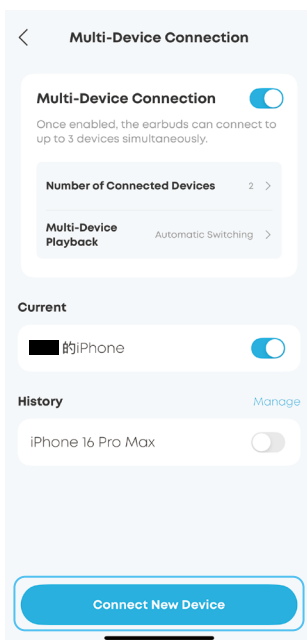 Multi-Device Connection
Multi-Device Connection
Once enabled, the earbuds can connect to
up to 3 devices simultaneously.
Number of Connected Devices 2 >
Multi-Device
Playback Automatic Switching >
Current
的iPhone
History Manage
iPhone 16 Pro Max
Connect New Device